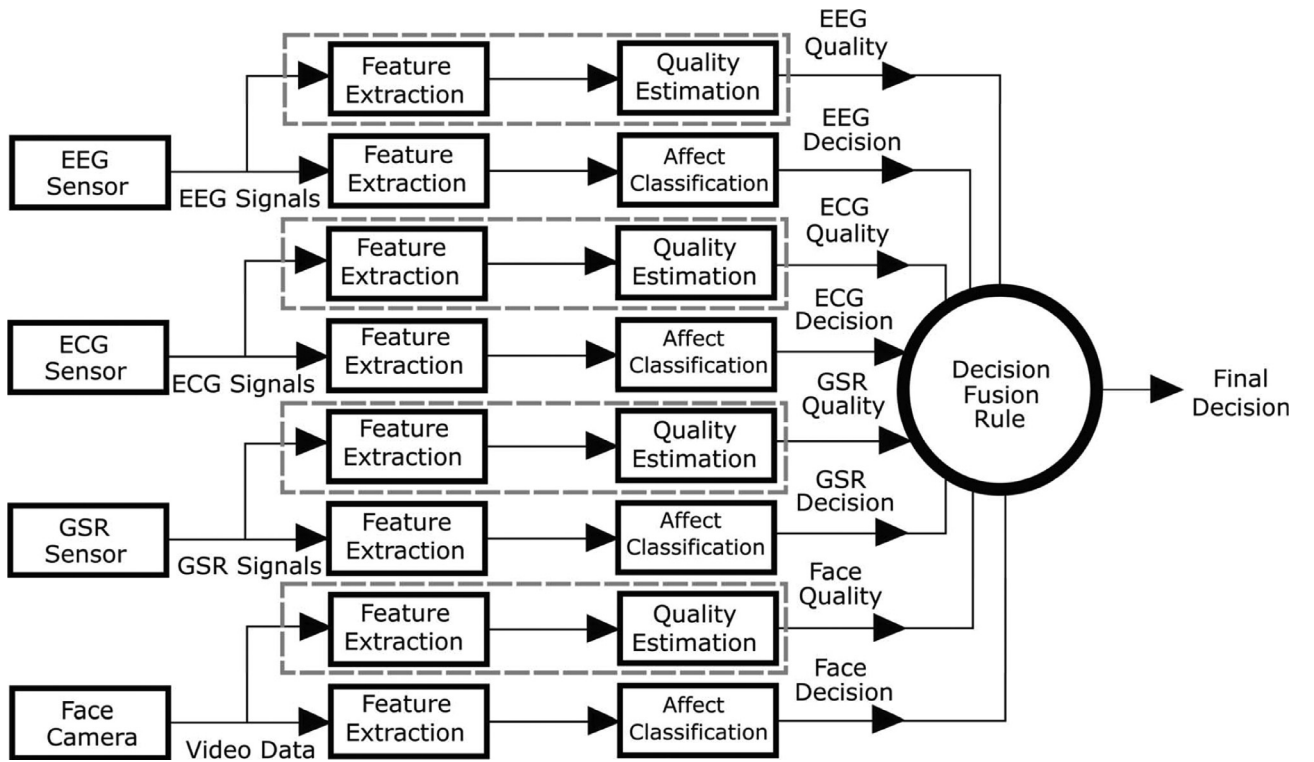 EEG
Quality
Feature
Extraction
Quality
Estimation
EEG
Decision
EEG
Sensor
EEG Signals
Feature
Extraction
Affect
Classification
ECG
Quality
Feature
Extraction
Quality
Estimation
ECG
Decision
ECG
Sensor
ECG Signals
Feature
Extraction
Affect
Classification
GSR
Quality
Decision
Fusion
Rule
Final
Decision
Feature
Extraction
Quality
Estimation
GSR
Decision
GSR
Sensor
GSR Signals
Feature
Extraction
Affect
Classification
Face
Quality
Feature
Extraction
Quality
Estimation
Face
Decision
Face
Camera
Video Data
Feature
Extraction
Affect
Classification